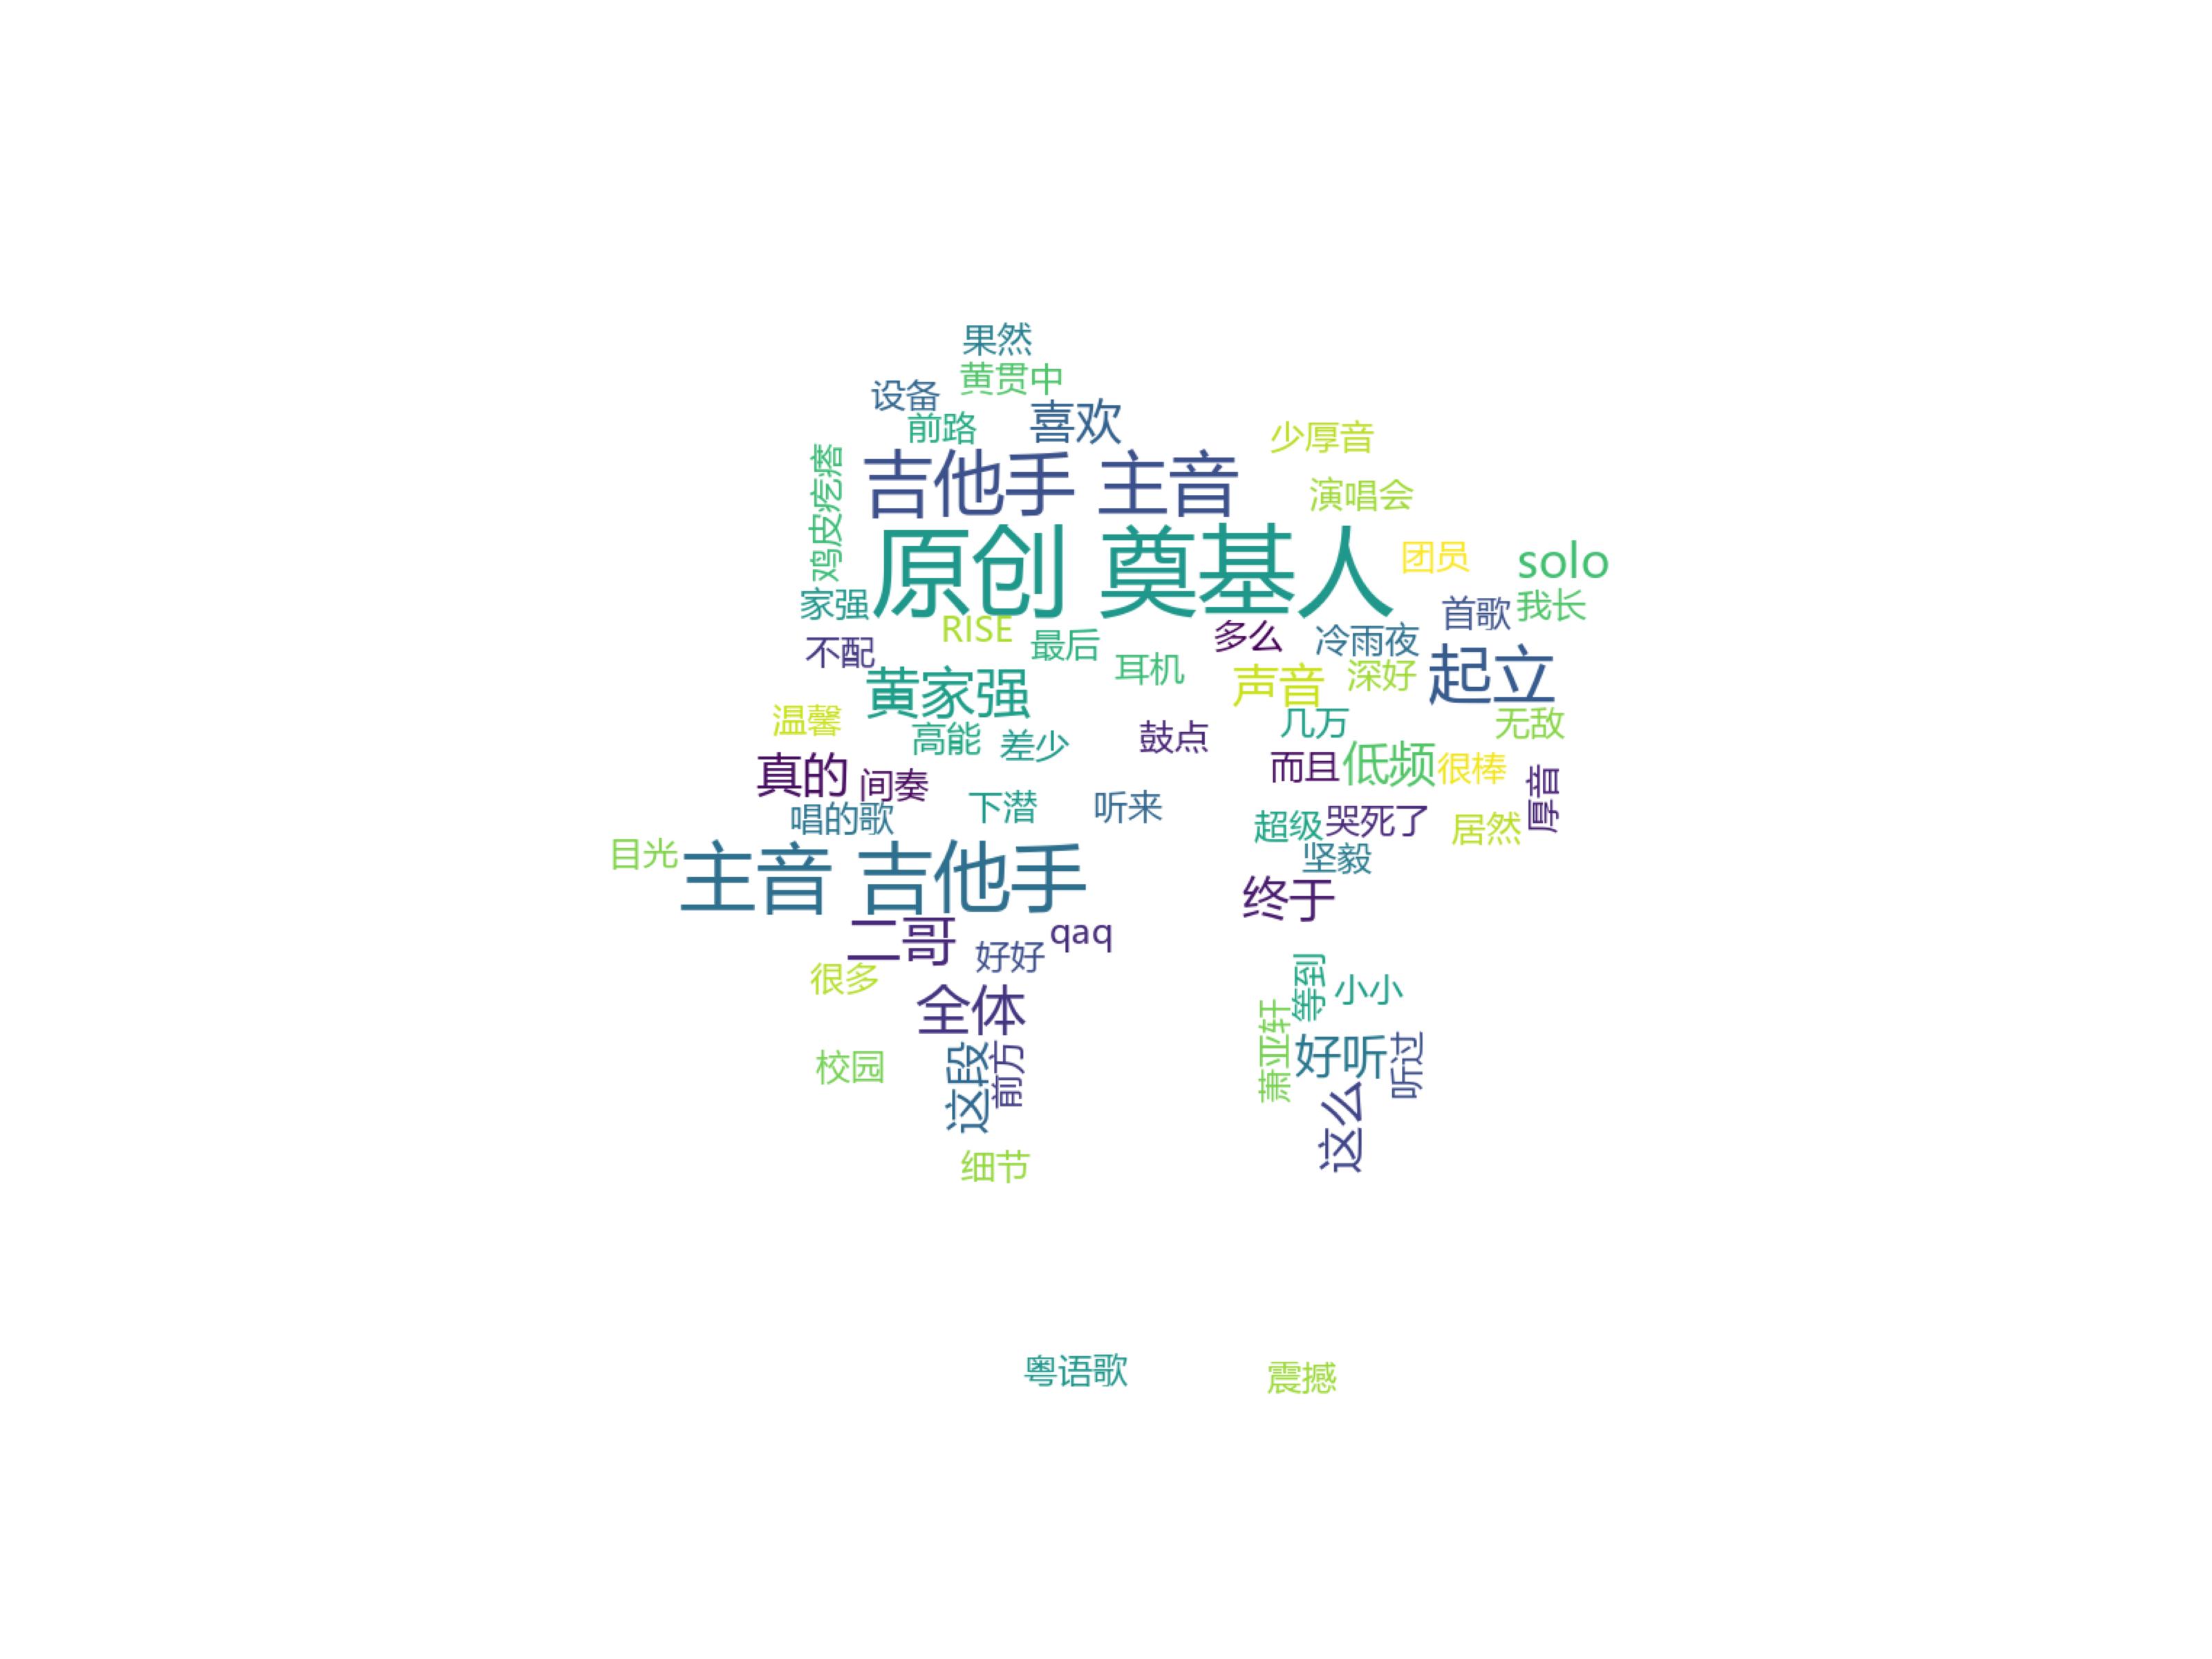 果然
黄贯中
设备
喜欢
前路
少厚音
吉他手 主音
鸡皮疙瘩
演唱会
原创 奠基人
团员
solo
家强
首歌
我长
RISE
最后
多么
冷雨夜
不配
耳机
黄家强
声音
深好
起立
温馨
几万
无敌
高能
差少
鼓点
真的
间奏
而且
低频
很棒
厚音
唱的歌
下潜
听来
超级
哭死了
居然
目光
坚毅
主音 吉他手
终于
二哥
qaq
好好
很多
等到
小小
全体
萧亚轩
好听
听过
校园
这段
前方
这么
细节
粤语歌
震撼